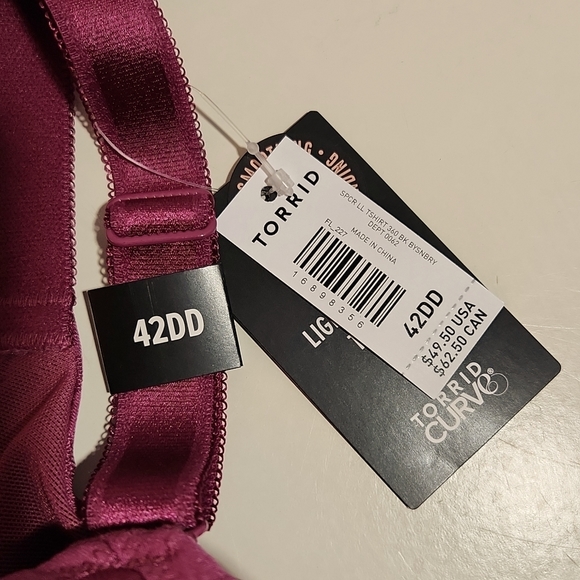 42DD
TORRID
SPCR LL TSHIRT 360 BK BYSNBRY
DEPT 0062
FL_227
MADE IN CHINA
16898356
42DD
$49.50 USA
$62.50 CAN
TORRID
CURVE